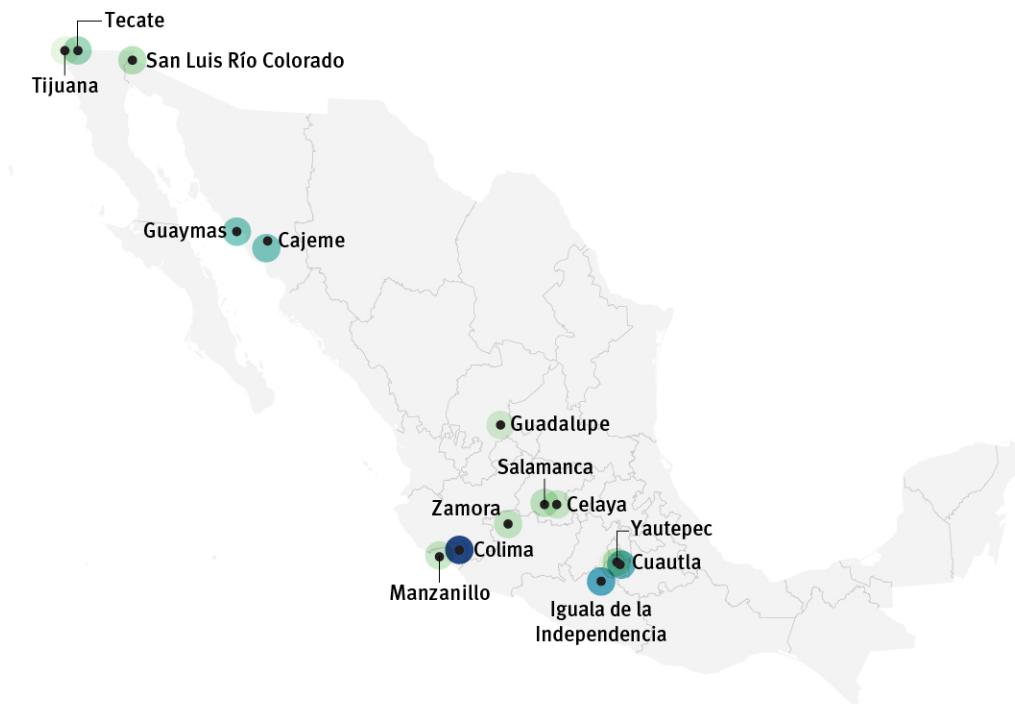 Tecate
San Luis Río Colorado
Tijuana
Guaymas
Cajeme
Guadalupe
Salamanca
Zamora
Celaya
Yautepec
Colima
Cuautla
Manzanillo
Iguala de la
Independencia